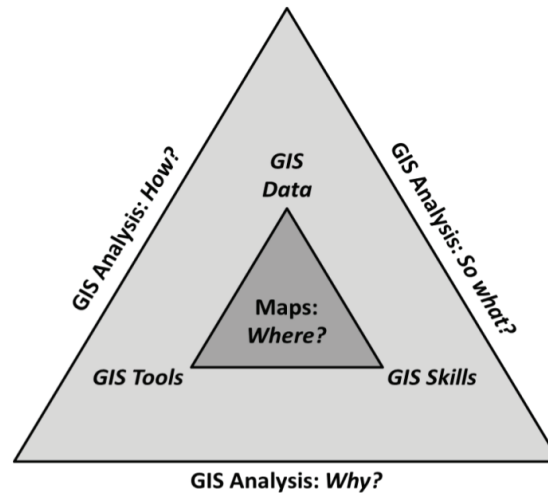 GIS Analysis: How?
GIS Analysis: So what?
GIS
Data
Maps:
Where?
GIS Tools
GIS Skills
GIS Analysis: Why?